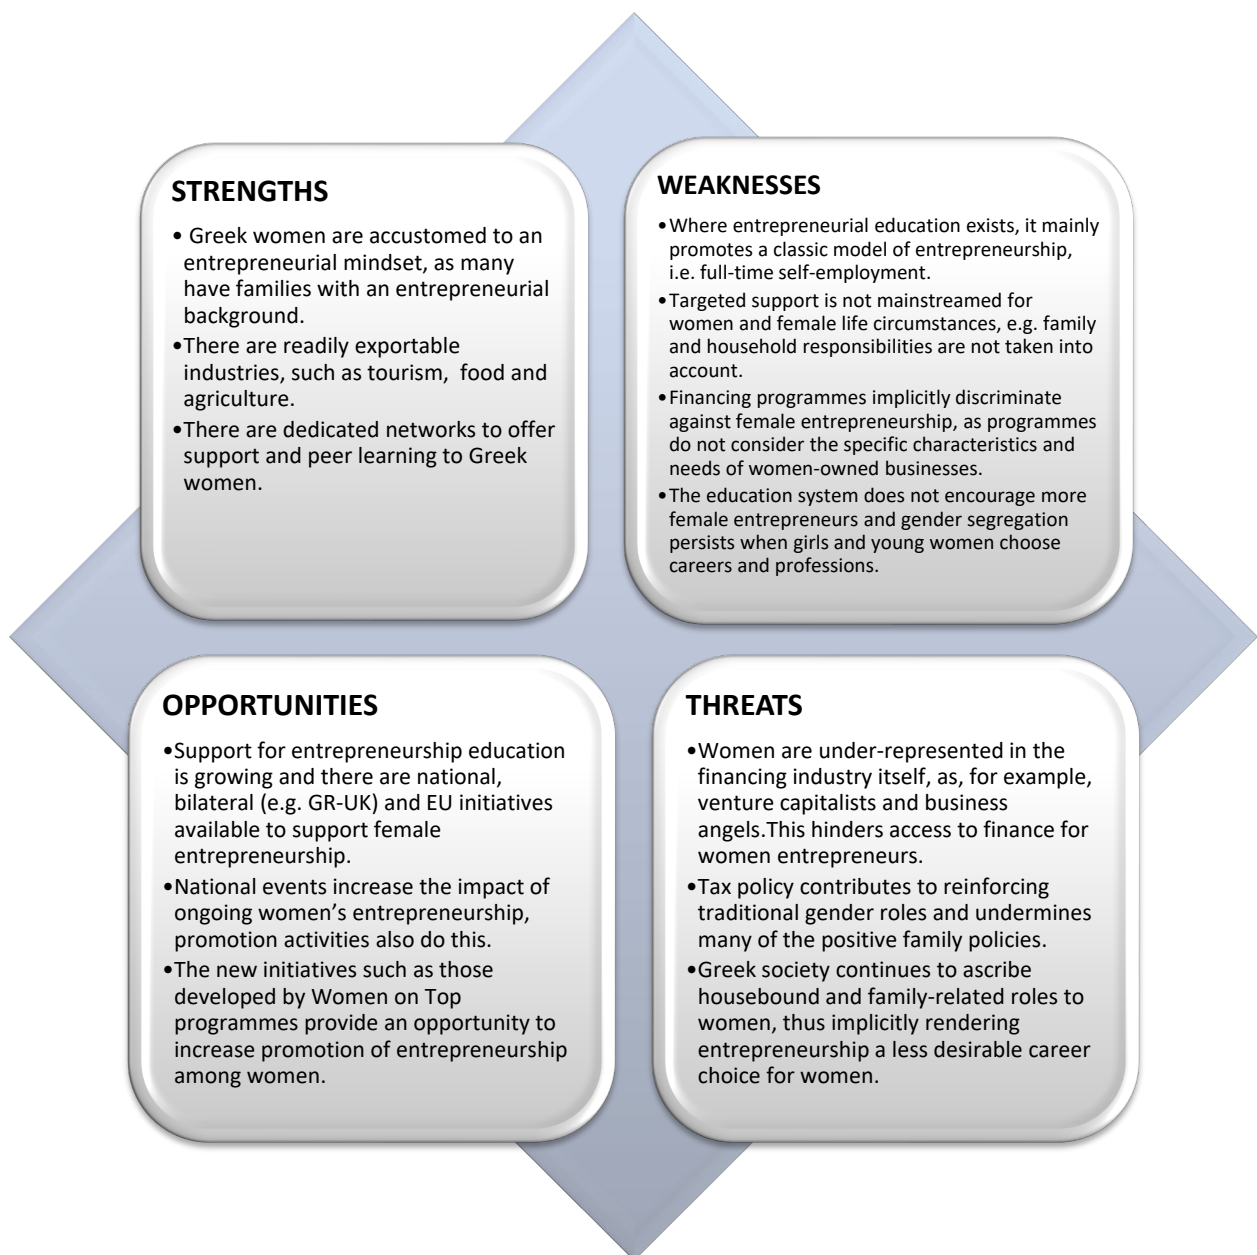 STRENGTHS
• Greek women are accustomed to an
entrepreneurial mindset, as many
have families with an entrepreneurial
background.
•There are readily exportable
industries, such as tourism, food and
agriculture.
•There are dedicated networks to offer
support and peer learning to Greek
women.
WEAKNESSES
•Where entrepreneurial education exists, it mainly
promotes a classic model of entrepreneurship,
i.e. full-time self-employment.
•Targeted support is not mainstreamed for
women and female life circumstances, e.g. family
and household responsibilities are not taken into
account.
•Financing programmes implicitly discriminate
against female entrepreneurship, as programmes
do not consider the specific characteristics and
needs of women-owned businesses.
•The education system does not encourage more
female entrepreneurs and gender segregation
persists when girls and young women choose
careers and professions.
OPPORTUNITIES
•Support for entrepreneurship education
is growing and there are national,
bilateral (e.g. GR-UK) and EU initiatives
available to support female
entrepreneurship.
•National events increase the impact of
ongoing women’s entrepreneurship,
promotion activities also do this.
•The new initiatives such as those
developed by Women on Top
programmes provide an opportunity to
increase promotion of entrepreneurship
among women.
THREATS
•Women are under-represented in the
financing industry itself, as, for example,
venture capitalists and business
angels.This hinders access to finance for
women entrepreneurs.
•Tax policy contributes to reinforcing
traditional gender roles and undermines
many of the positive family policies.
•Greek society continues to ascribe
housebound and family-related roles to
women, thus implicitly rendering
entrepreneurship a less desirable career
choice for women.